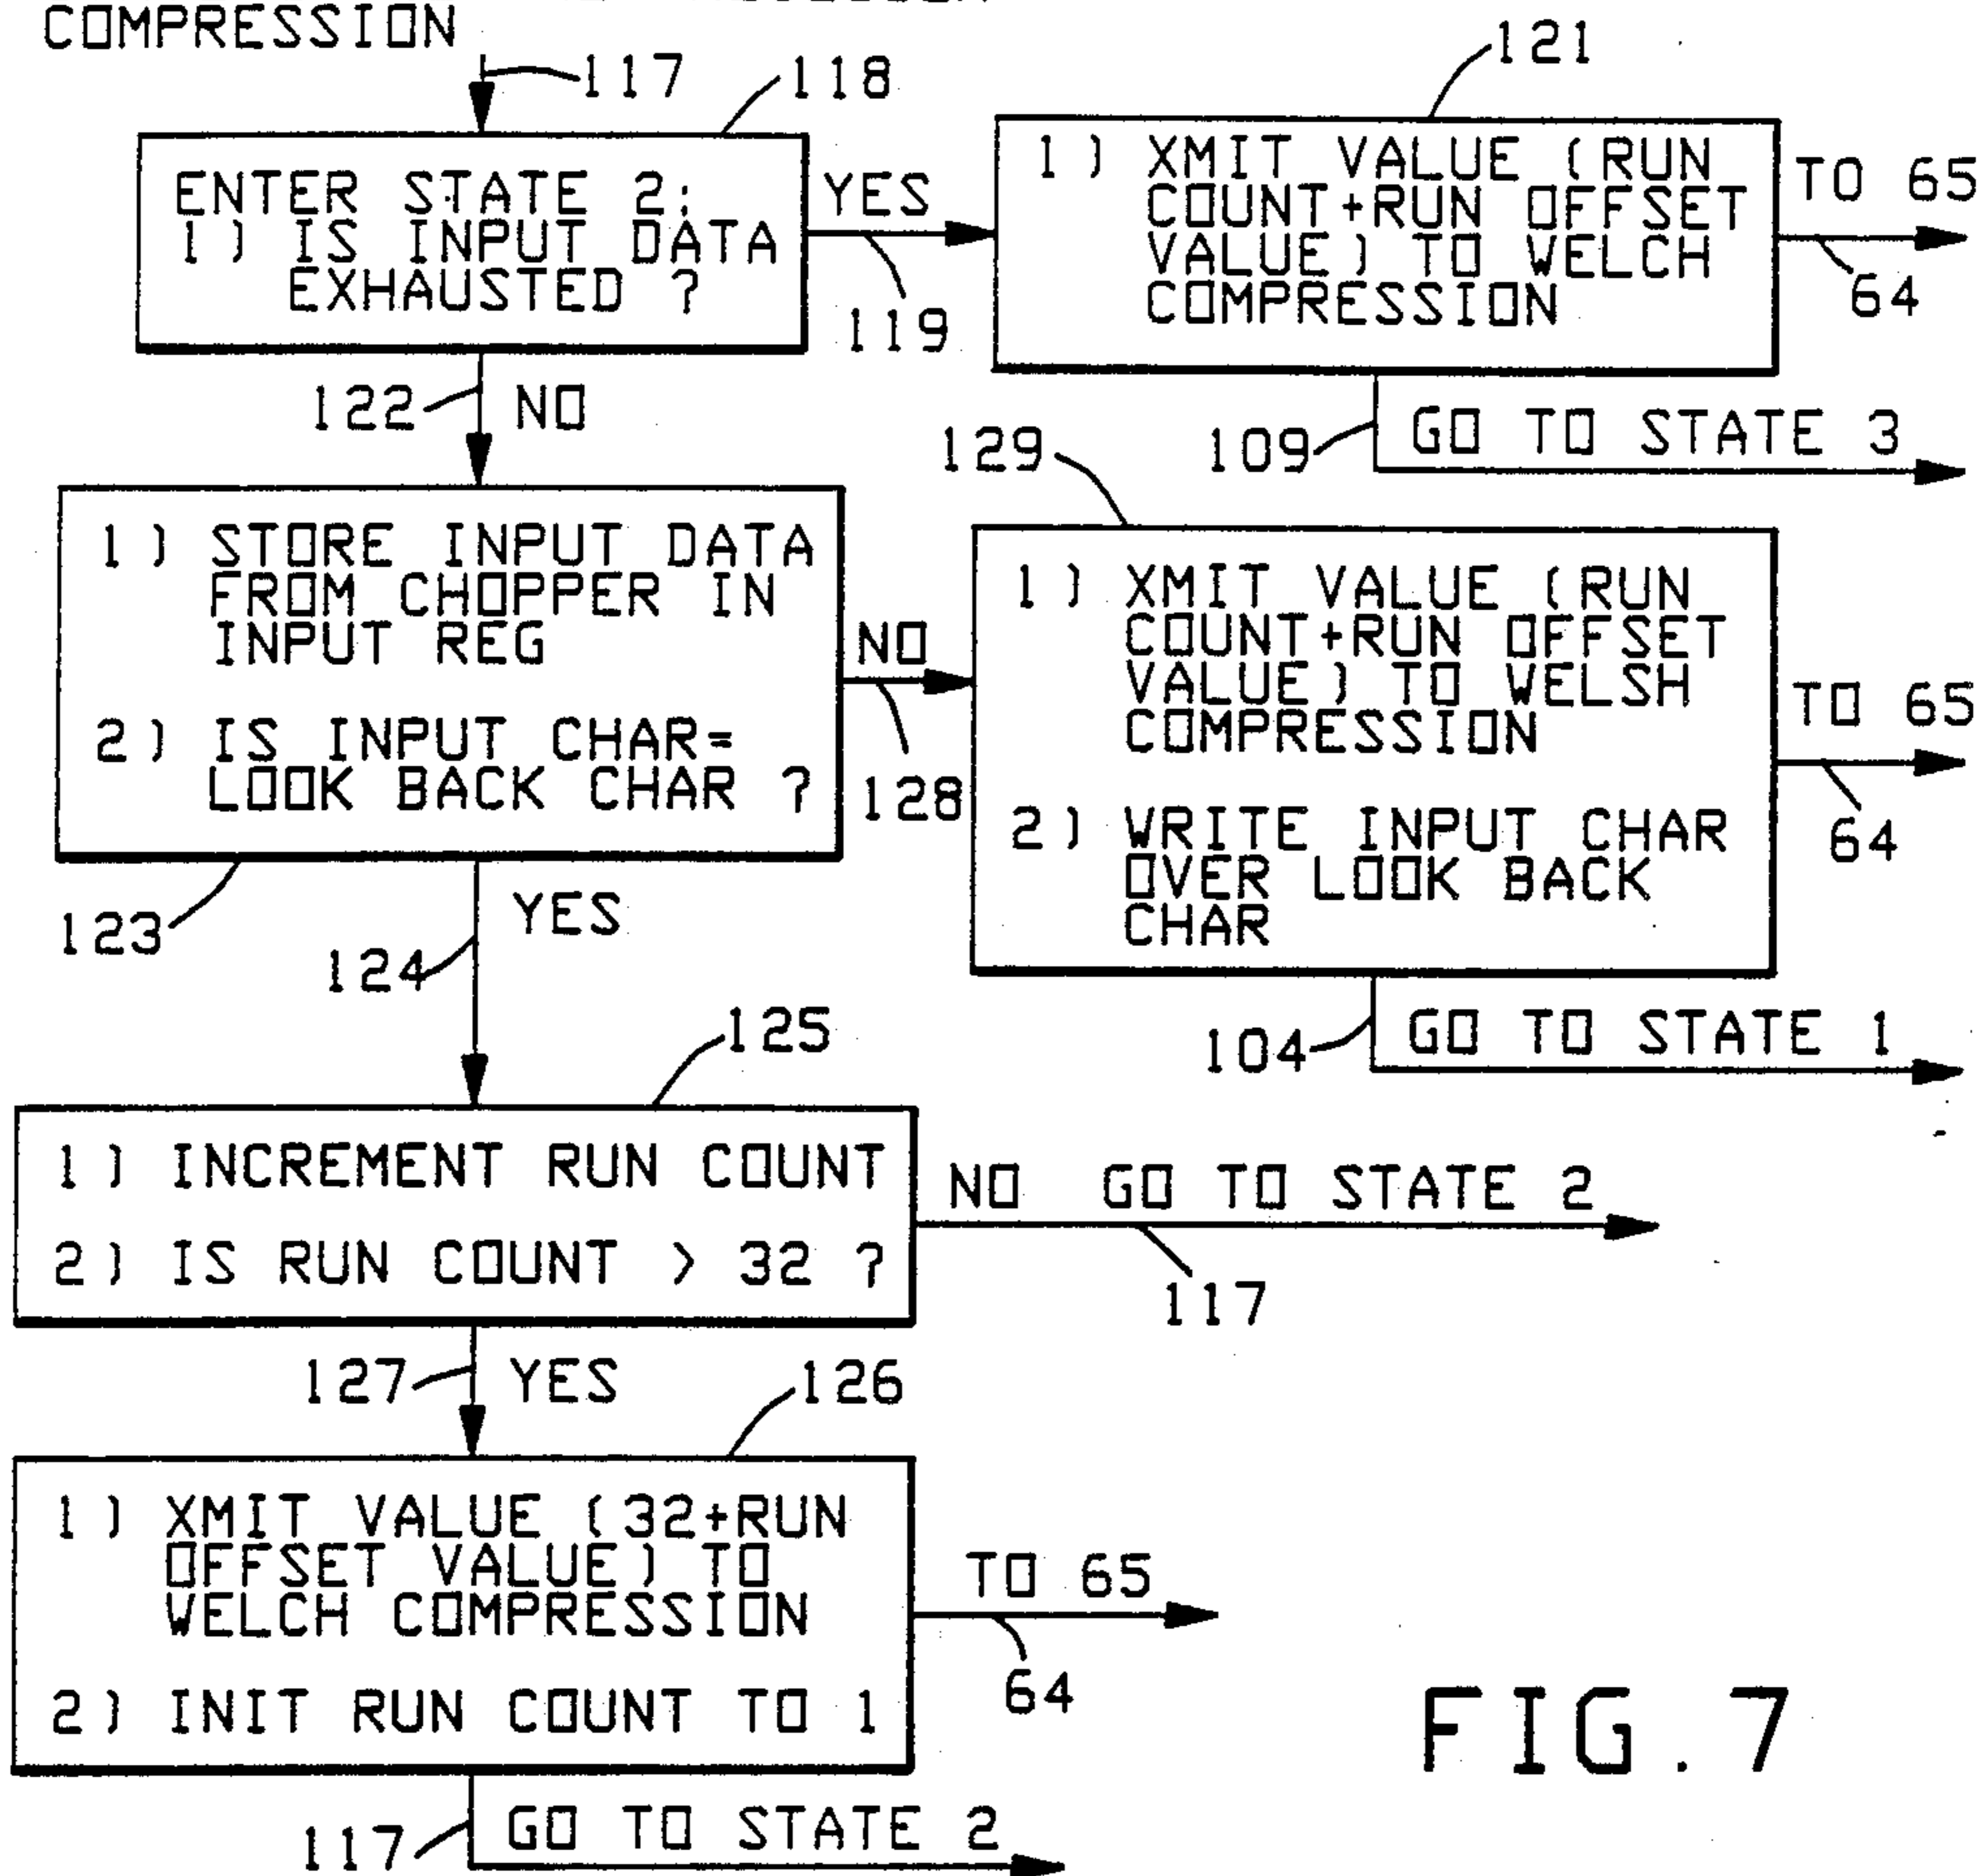 COMPRESSION
117
118
121
ENTER STATE 2:
1) IS INPUT DATA
EXHAUSTED ?
YES
119
1) XMIT VALUE (RUN
COUNT+RUN OFFSET
VALUE) TO WELCH
COMPRESSION
TO 65
64
122
NO
109
GO TO STATE 3
129
1) STORE INPUT DATA
FROM CHOPPER IN
INPUT REG
2) IS INPUT CHAR=
LOOK BACK CHAR ?
NO
128
1) XMIT VALUE (RUN
COUNT+RUN OFFSET
VALUE) TO WELSH
COMPRESSION
2) WRITE INPUT CHAR
OVER LOOK BACK
CHAR
TO 65
64
123
124
YES
104
GO TO STATE 1
125
1) INCREMENT RUN COUNT
2) IS RUN COUNT > 32 ?
NO GO TO STATE 2
117
127
YES
126
1) XMIT VALUE (32+RUN
OFFSET VALUE) TO
WELCH COMPRESSION
2) INIT RUN COUNT TO 1
TO 65
64
117
GO TO STATE 2
FIG. 7